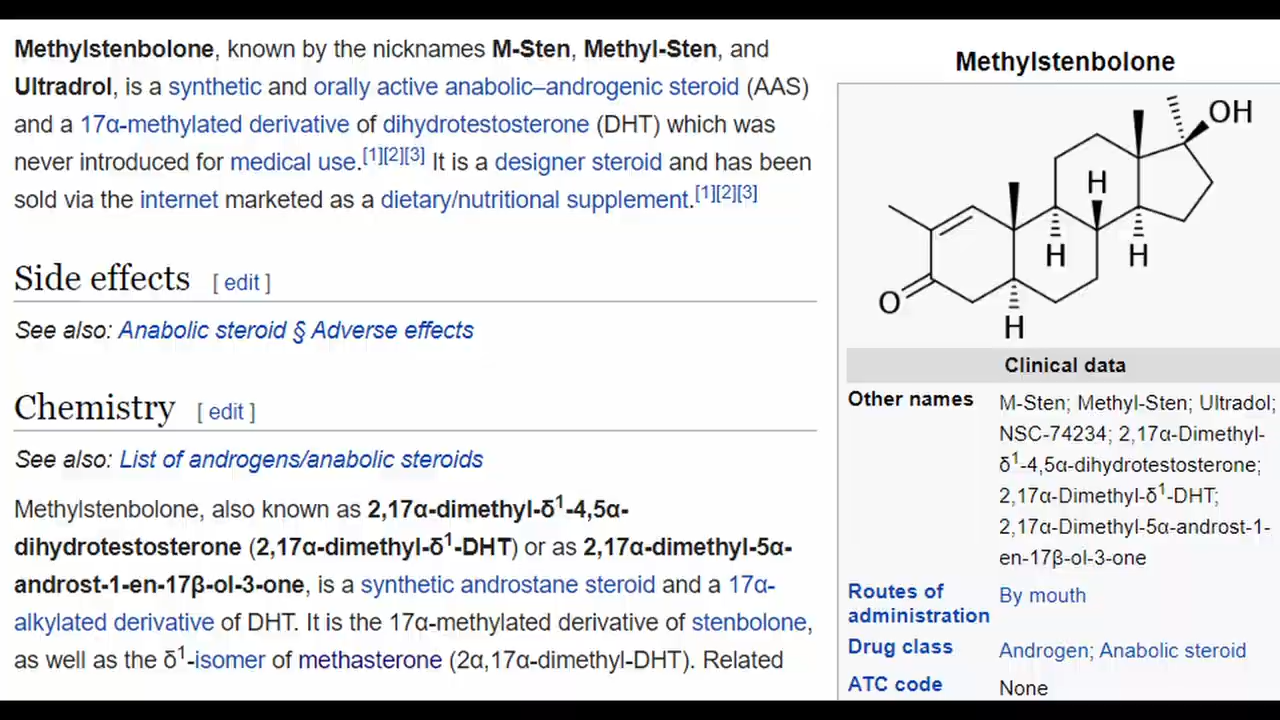 Methylstenbolone, known by the nicknames M-Sten, Methyl-Sten, and
Ultradrol, is a synthetic and orally active anabolic–androgenic steroid (AAS)
and a 17α-methylated derivative of dihydrotestosterone (DHT) which was
never introduced for medical use.[1][2][3] It is a designer steroid and has been
sold via the internet marketed as a dietary/nutritional supplement.[1][2][3]
Side effects [ edit ]
See also: Anabolic steroid § Adverse effects
Chemistry [ edit ]
See also: List of androgens/anabolic steroids
Methylstenbolone, also known as 2,17α-dimethyl-δ1-4,5α-
dihydrotestosterone (2,17α-dimethyl-δ1-DHT) or as 2,17α-dimethyl-5α-
androst-1-en-17β-ol-3-one, is a synthetic androstane steroid and a 17α-
alkylated derivative of DHT. It is the 17α-methylated derivative of stenbolone,
as well as the δ1-isomer of methasterone (2α,17α-dimethyl-DHT). Related
Methylstenbolone
OH
H
H
H
O
H
Clinical data
Other names
M-Sten; Methyl-Sten; Ultradol;
NSC-74234; 2,17α-Dimethyl-
δ1-4,5α-dihydrotestosterone;
2,17α-Dimethyl-δ1-DHT;
2,17α-Dimethyl-5α-androst-1-
en-17β-ol-3-one
Routes of
administration
By mouth
Drug class
Androgen; Anabolic steroid
ATC code
None